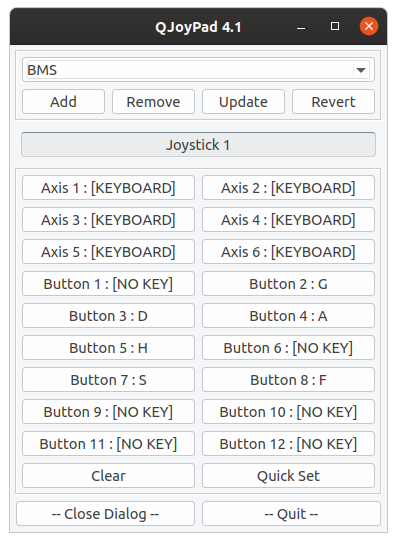 QJoyPad 4.1
BMS
Add Remove Update Revert
Joystick 1
Axis 1 : [KEYBOARD] Axis 2 : [KEYBOARD]
Axis 3 : [KEYBOARD] Axis 4 : [KEYBOARD]
Axis 5 : [KEYBOARD] Axis 6 : [KEYBOARD]
Button 1 : [NO KEY] Button 2 : G
Button 3 : D Button 4 : A
Button 5 : H Button 6 : [NO KEY]
Button 7 : S Button 8 : F
Button 9 : [NO KEY] Button 10 : [NO KEY]
Button 11 : [NO KEY] Button 12 : [NO KEY]
Clear Quick Set
-- Close Dialog -- -- Quit --